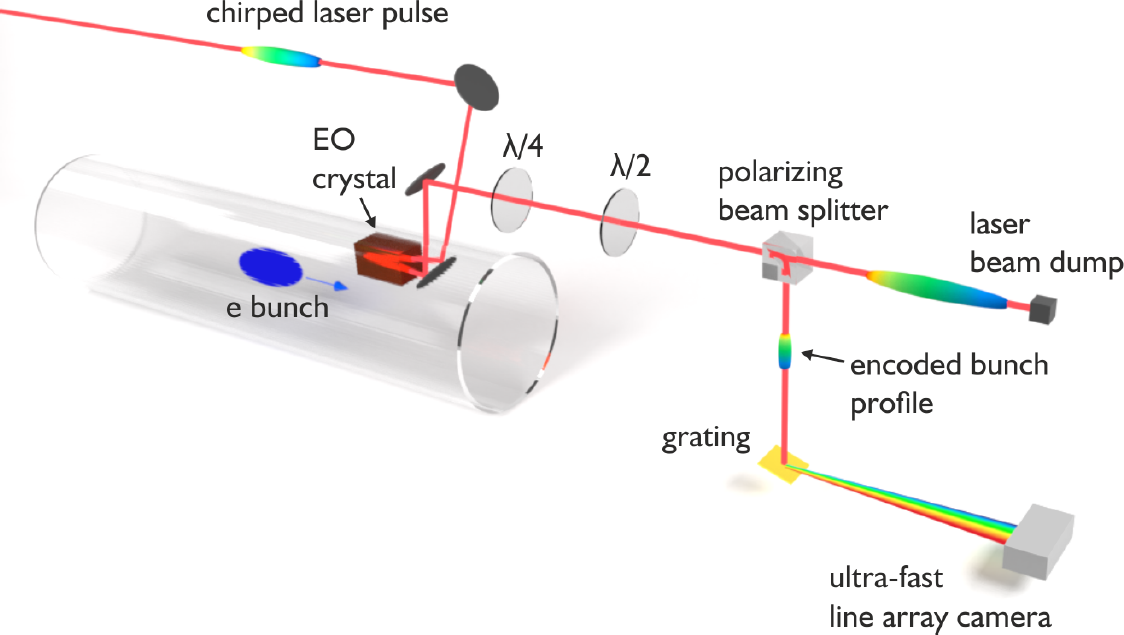 chirped laser pulse
EO
crystal
λ/4
λ/2
polarizing
beam splitter
laser
beam dump
e bunch
encoded bunch
profile
grating
ultra-fast
line array camera